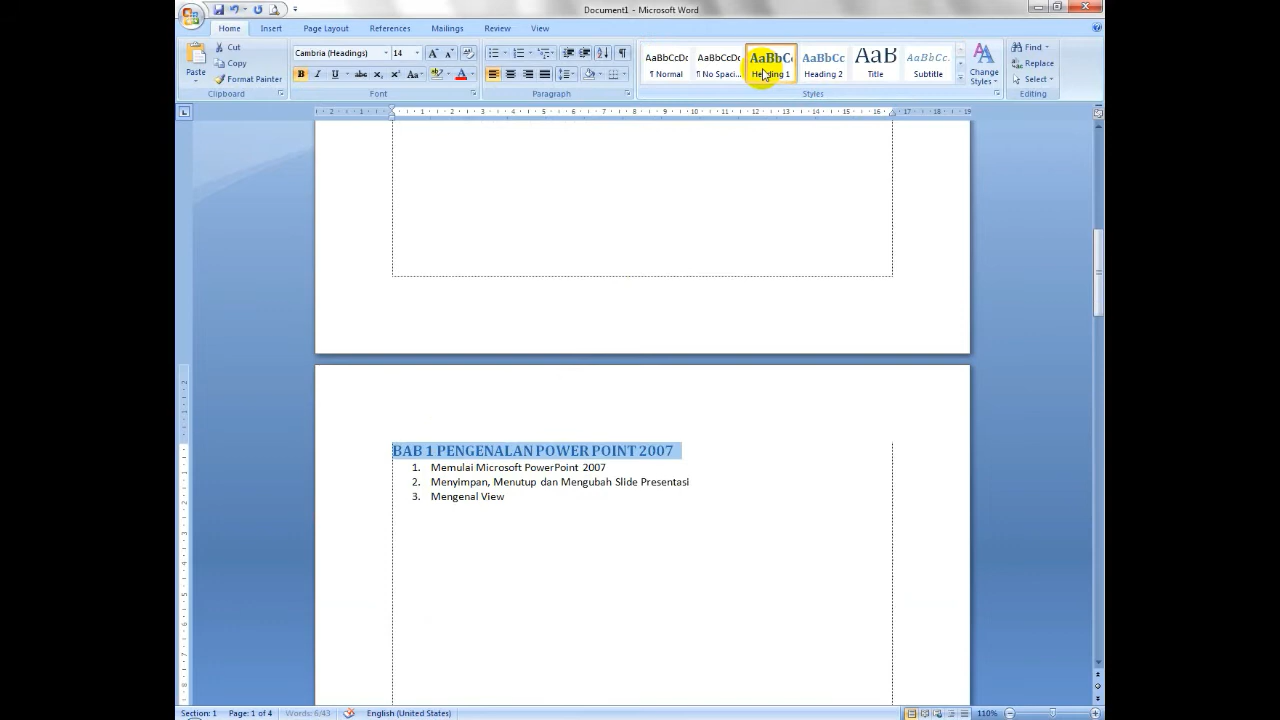 Document1 - Microsoft Word
Home Insert Page Layout References Mailings Review View
Cut
Copy
Format Painter
Paste
Clipboard
Cambria (Headings) 14
Font
Paragraph
AaBbCcDc AaBbCcDc AaBbCc AaBbCc AaB AaBbCc.
¶ Normal ¶ No Spaci... Heading 1 Heading 2 Title Subtitle
Change Styles
Styles
Find
Replace
Select
Editing
BAB 1 PENGENALAN POWER POINT 2007
1. Memulai Microsoft PowerPoint 2007
2. Menyimpan, Menutup dan Mengubah Slide Presentasi
3. Mengenal View
Section: 1 Page: 1 of 4 Words: 6/43 English (United States) 110%